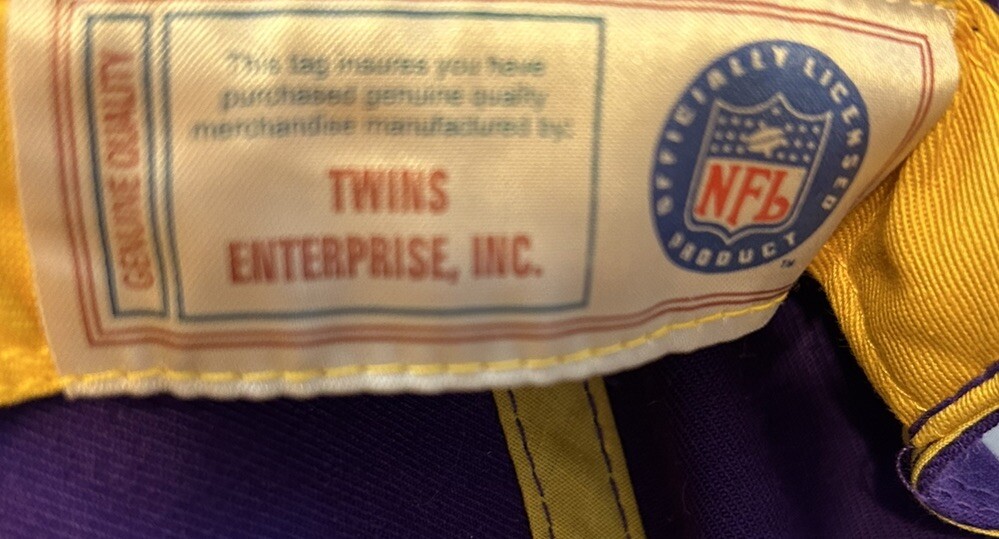 GENUINE QUALITY
This tag insures you have
purchased genuine quality
merchandise manufactured by:
TWINS
ENTERPRISE, INC.
OFFICIALLY LICENSED
NFL
PRODUCT
TM